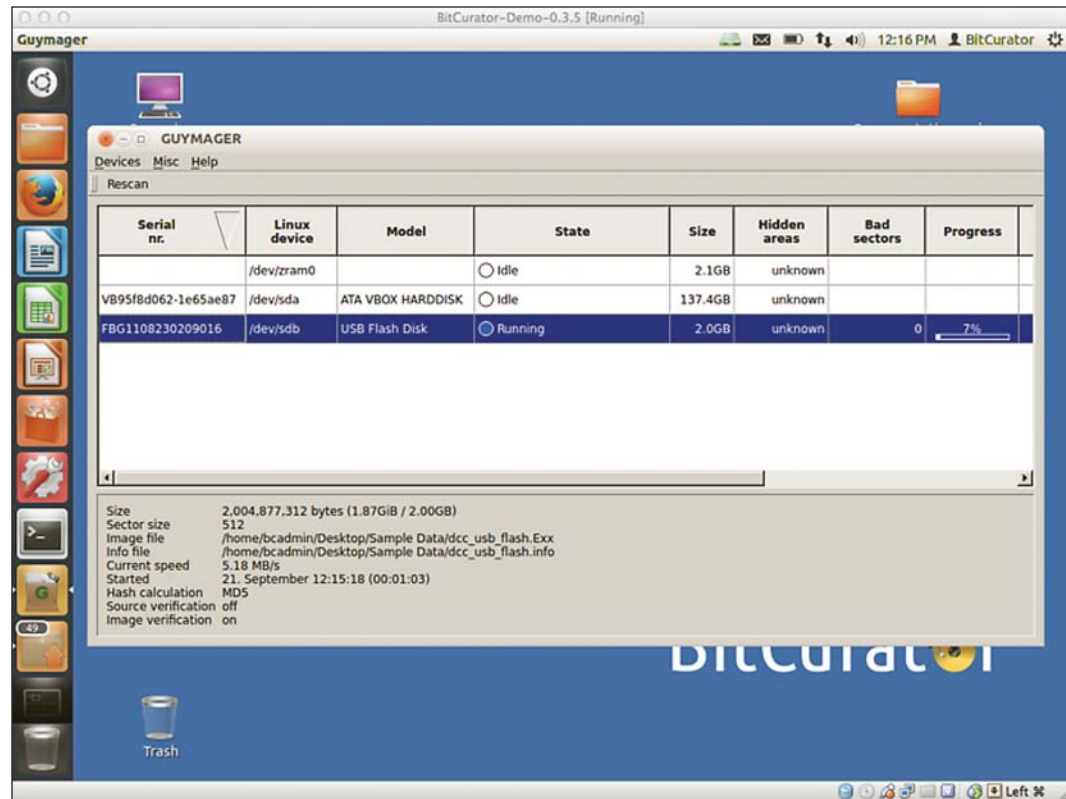 BitCurator-Demo-0.3.5 [Running]
Guymager
12:16 PM BitCurator
GUYMAGER
Devices Misc Help
Rescan
Serial nr. Linux device Model State Size Hidden areas Bad sectors Progress
/dev/zram0 Idle 2.1GB unknown
VB95f8d062-1e65ae87 /dev/sda ATA VBOX HARDDISK Idle 137.4GB unknown
FBG1108230209016 /dev/sdb USB Flash Disk Running 2.0GB unknown 0 7%
Size 2,004,877,312 bytes (1.87GiB / 2.00GB)
Sector size 512
Image file /home/bcadmin/Desktop/Sample Data/dcc_usb_flash.Exx
Info file /home/bcadmin/Desktop/Sample Data/dcc_usb_flash.info
Current speed 5.18 MB/s
Started 21. September 12:15:18 (00:01:03)
Hash calculation MD5
Source verification off
Image verification on
G
49
BitCurator
Trash
Left ⌘